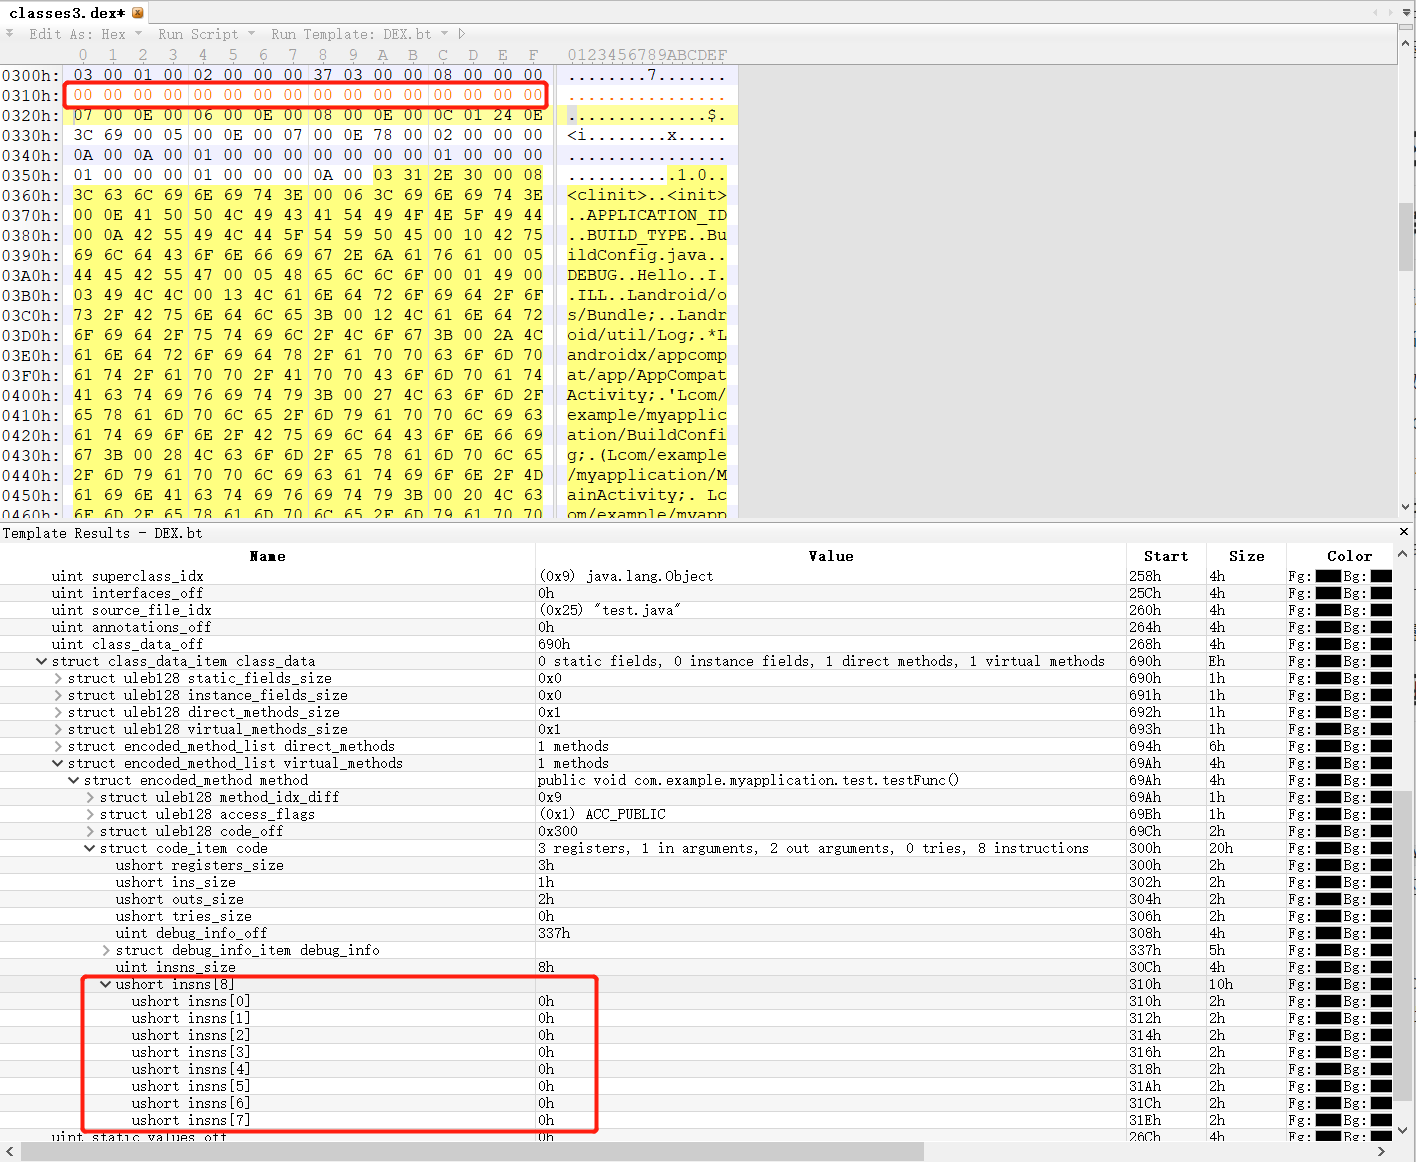 classes3.dex*
Edit As: Hex Run Script Run Template: DEX.bt
0 1 2 3 4 5 6 7 8 9 A B C D E F 0123456789ABCDEF
0300h: 03 00 01 00 02 00 00 00 37 03 00 00 08 00 00 00 ........7.......
0310h: 00 00 00 00 00 00 00 00 00 00 00 00 00 00 00 00 ................
0320h: 07 00 0E 00 06 00 0E 00 08 00 0E 00 0C 01 24 0E ..............$.
0330h: 3C 69 00 05 00 0E 00 07 00 0E 78 00 02 00 00 00 <i........x.....
0340h: 0A 00 0A 00 01 00 00 00 00 00 00 00 01 00 00 00 ................
0350h: 01 00 00 00 01 00 00 00 0A 00 03 31 2E 30 00 08 ...........1.0..
0360h: 3C 63 6C 69 6E 69 74 3E 00 06 3C 69 6E 69 74 3E <clinit>..<init>
0370h: 00 0E 41 50 50 4C 49 43 41 54 49 4F 4E 5F 49 44 ..APPLICATION_ID
0380h: 00 0A 42 55 49 4C 44 5F 54 59 50 45 00 10 42 75 ..BUILD_TYPE..Bu
0390h: 69 6C 64 43 6F 6E 66 69 67 2E 6A 61 76 61 00 05 ildConfig.java..
03A0h: 44 45 42 55 47 00 05 48 65 6C 6C 6F 00 01 49 00 DEBUG..Hello..I.
03B0h: 03 49 4C 4C 00 13 4C 61 6E 64 72 6F 69 64 2F 6F .ILL..Landroid/o
03C0h: 73 2F 42 75 6E 64 6C 65 3B 00 12 4C 61 6E 64 72 s/Bundle;..Landr
03D0h: 6F 69 64 2F 75 74 69 6C 2F 4C 6F 67 3B 00 2A 4C oid/util/Log;.*L
03E0h: 61 6E 64 72 6F 69 64 78 2F 61 70 70 63 6F 6D 70 androidx/appcomp
03F0h: 61 74 2F 61 70 70 2F 41 70 70 43 6F 6D 70 61 74 at/app/AppCompat
0400h: 41 63 74 69 76 69 74 79 3B 00 27 4C 63 6F 6D 2F Activity;.'Lcom/
0410h: 65 78 61 6D 70 6C 65 2F 6D 79 61 70 70 6C 69 63 example/myapplic
0420h: 61 74 69 6F 6E 2F 42 75 69 6C 64 43 6F 6E 66 69 ation/BuildConfi
0430h: 67 3B 00 28 4C 63 6F 6D 2F 65 78 61 6D 70 6C 65 g;.(Lcom/example
0440h: 2F 6D 79 61 70 70 6C 69 63 61 74 69 6F 6E 2F 4D /myapplication/M
0450h: 61 69 6E 41 63 74 69 76 69 74 79 3B 00 20 4C 63 ainActivity;. Lc
0460h: 6F 6D 2F 65 78 61 6D 70 6C 65 2F 6D 79 61 70 70 om/example/myapp
Template Results - DEX.bt
Name Value Start Size Color
uint superclass_idx (0x9) java.lang.Object 258h 4h Fg: Bg:
uint interfaces_off 0h 25Ch 4h Fg: Bg:
uint source_file_idx (0x25) "test.java" 260h 4h Fg: Bg:
uint annotations_off 0h 264h 4h Fg: Bg:
uint class_data_off 690h 268h 4h Fg: Bg:
struct class_data_item class_data 0 static fields, 0 instance fields, 1 direct methods, 1 virtual methods 690h Eh Fg: Bg:
struct uleb128 static_fields_size 0x0 690h 1h Fg: Bg:
struct uleb128 instance_fields_size 0x0 691h 1h Fg: Bg:
struct uleb128 direct_methods_size 0x1 692h 1h Fg: Bg:
struct uleb128 virtual_methods_size 0x1 693h 1h Fg: Bg:
struct encoded_method_list direct_methods 1 methods 694h 6h Fg: Bg:
struct encoded_method_list virtual_methods 1 methods 69Ah 4h Fg: Bg:
struct encoded_method method public void com.example.myapplication.test.testFunc() 69Ah 4h Fg: Bg:
struct uleb128 method_idx_diff 0x9 69Ah 1h Fg: Bg:
struct uleb128 access_flags (0x1) ACC_PUBLIC 69Bh 1h Fg: Bg:
struct uleb128 code_off 0x300 69Ch 2h Fg: Bg:
struct code_item code 3 registers, 1 in arguments, 2 out arguments, 0 tries, 8 instructions 300h 20h Fg: Bg:
ushort registers_size 3h 300h 2h Fg: Bg:
ushort ins_size 1h 302h 2h Fg: Bg:
ushort outs_size 2h 304h 2h Fg: Bg:
ushort tries_size 0h 306h 2h Fg: Bg:
uint debug_info_off 337h 308h 4h Fg: Bg:
struct debug_info_item debug_info 337h 5h Fg: Bg:
uint insns_size 8h 30Ch 4h Fg: Bg:
ushort insns[8] 310h 10h Fg: Bg:
ushort insns[0] 0h 310h 2h Fg: Bg:
ushort insns[1] 0h 312h 2h Fg: Bg:
ushort insns[2] 0h 314h 2h Fg: Bg:
ushort insns[3] 0h 316h 2h Fg: Bg:
ushort insns[4] 0h 318h 2h Fg: Bg:
ushort insns[5] 0h 31Ah 2h Fg: Bg:
ushort insns[6] 0h 31Ch 2h Fg: Bg:
ushort insns[7] 0h 31Eh 2h Fg: Bg:
uint static_values_off 0h 26Ch 4h Fg: Bg: